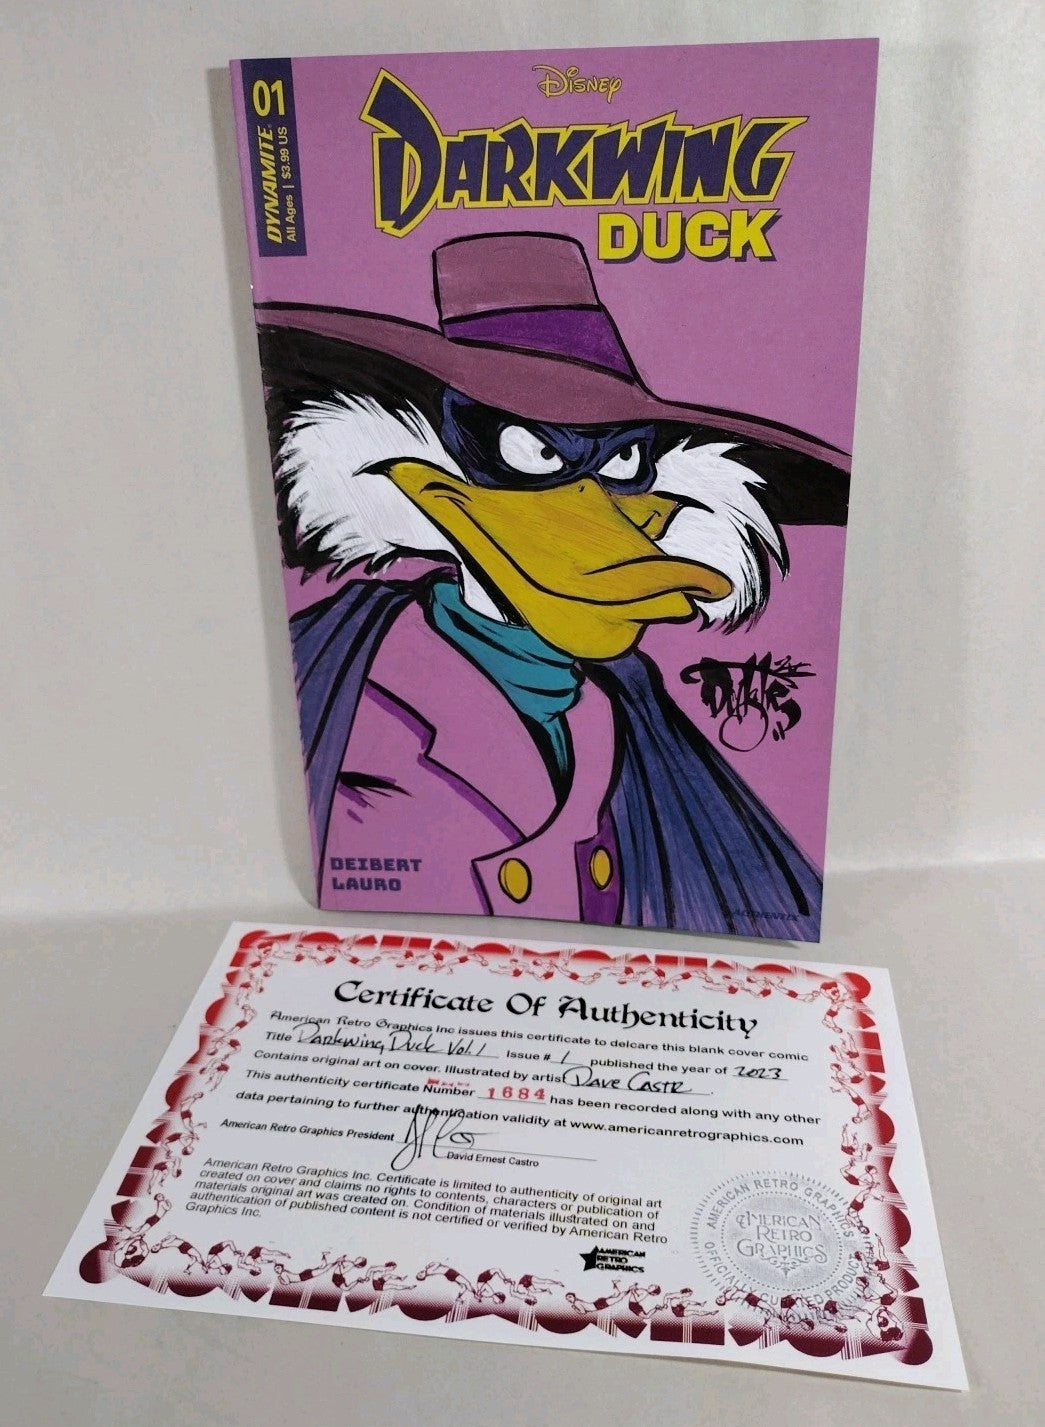 01
DYNAMITE
All Ages | $3.99 US
Disney
DARKWING
DUCK
DEIBERT
LAURO
AUTHENTIX
Certificate Of Authenticity
American Retro Graphics Inc issues this certificate to delcare this blank cover comic
Title Darkwing Duck Vol. 1 Issue # 1 published the year of 2023
Contains original art on cover. Illustrated by artist Dave Castr.
This authenticity certificate Number 1684 has been recorded along with any other
data pertaining to further authentication validity at www.americanretrographics.com
American Retro Graphics President
David Ernest Castro
American Retro Graphics Inc. Certificate is limited to authenticity of original art
created on cover and claims no rights to contents, characters or publication of
materials original art was created on. Condition of materials illustrated on and
authentication of published content is not certified or verified by American Retro
Graphics Inc.
AMERICAN
RETRO
GRAPHICS
AMERICAN RETRO GRAPHICS
AMERICAN
RETRO
GRAPHICS